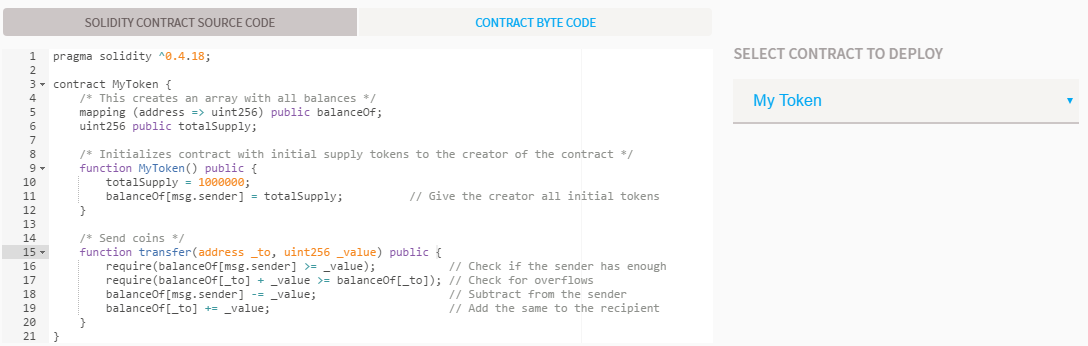 SOLIDITY CONTRACT SOURCE CODE
CONTRACT BYTE CODE
1 pragma solidity ^0.4.18;
2
3 contract MyToken {
4     /* This creates an array with all balances */
5     mapping (address => uint256) public balanceOf;
6     uint256 public totalSupply;
7
8     /* Initializes contract with initial supply tokens to the creator of the contract */
9     function MyToken() public {
10         totalSupply = 1000000;
11         balanceOf[msg.sender] = totalSupply;          // Give the creator all initial tokens
12     }
13
14     /* Send coins */
15     function transfer(address _to, uint256 _value) public {
16         require(balanceOf[msg.sender] >= _value);           // Check if the sender has enough
17         require(balanceOf[_to] + _value >= balanceOf[_to]); // Check for overflows
18         balanceOf[msg.sender] -= _value;                    // Subtract from the sender
19         balanceOf[_to] += _value;                           // Add the same to the recipient
20     }
21 }
SELECT CONTRACT TO DEPLOY
My Token